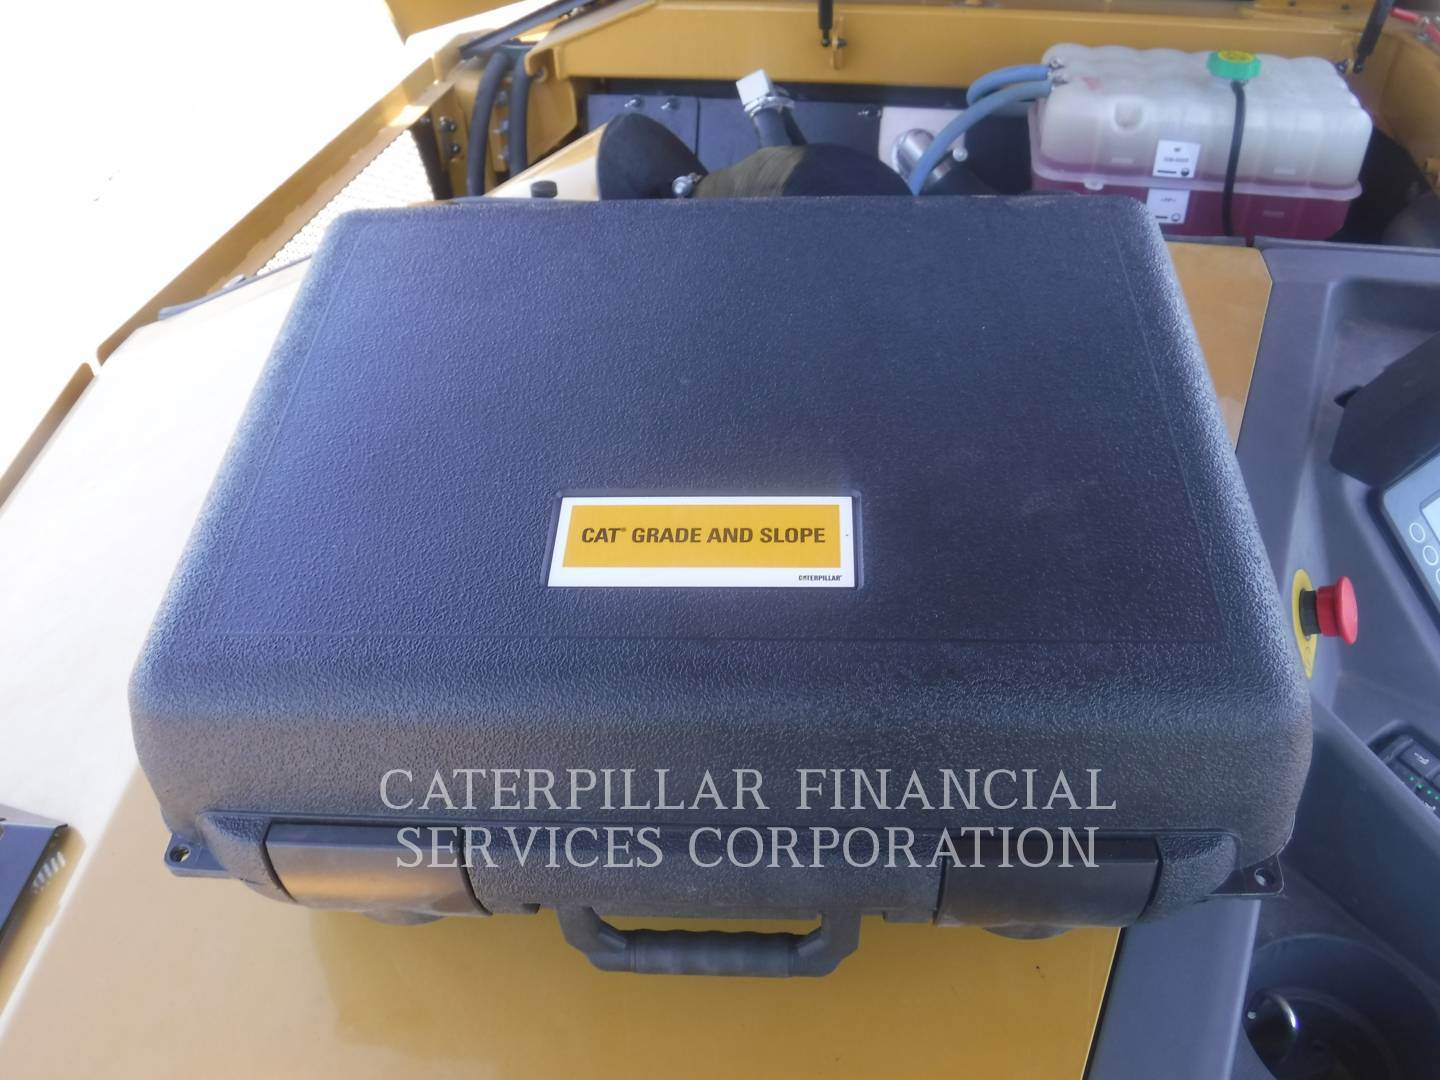 CAT® GRADE AND SLOPE
CATERPILLAR®
CATERPILLAR FINANCIAL
SERVICES CORPORATION